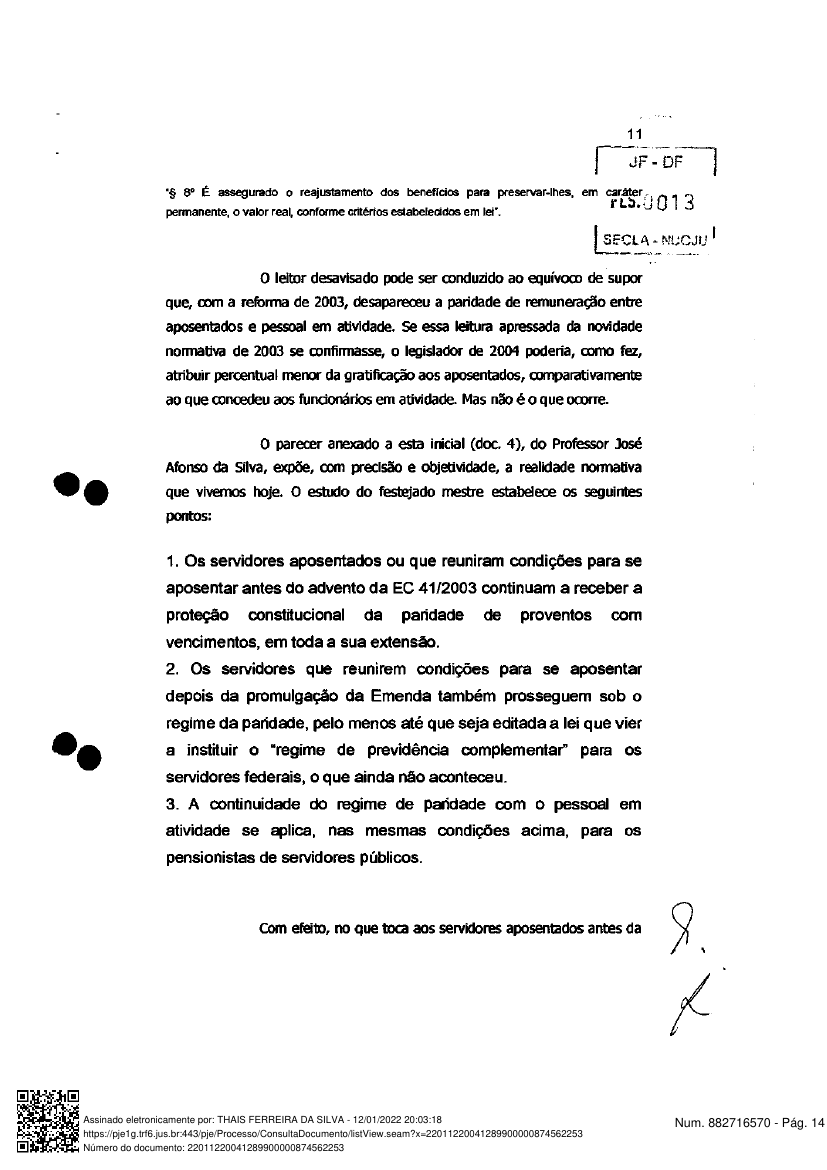 11
JF - DF
"§ 8º É assegurado o reajustamento dos benefícios para preservar-lhes, em caráter
FLS. 0013
permanente, o valor real, conforme critérios estabelecidos em lei".
SECLA - NUCJU
O leitor desavisado pode ser conduzido ao equívoco de supor
que, com a reforma de 2003, desapareceu a paridade de remuneração entre
aposentados e pessoal em atividade. Se essa leitura apressada da novidade
normativa de 2003 se confirmasse, o legislador de 2004 poderia, como fez,
atribuir percentual menor da gratificação aos aposentados, comparativamente
ao que concedeu aos funcionários em atividade. Mas não é o que ocorre.
O parecer anexado a esta inicial (doc. 4), do Professor José
Afonso da Silva, expõe, com precisão e objetividade, a realidade normativa
que vivemos hoje. O estudo do festejado mestre estabelece os seguintes
pontos:
1. Os servidores aposentados ou que reuniram condições para se
aposentar antes do advento da EC 41/2003 continuam a receber a
proteção constitucional da paridade de proventos com
vencimentos, em toda a sua extensão.
2. Os servidores que reunirem condições para se aposentar
depois da promulgação da Emenda também prosseguem sob o
regime da paridade, pelo menos até que seja editada a lei que vier
a instituir o "regime de previdência complementar" para os
servidores federais, o que ainda não aconteceu.
3. A continuidade do regime de paridade com o pessoal em
atividade se aplica, nas mesmas condições acima, para os
pensionistas de servidores públicos.
Com efeito, no que toca aos servidores aposentados antes da
Assinado eletronicamente por: THAIS FERREIRA DA SILVA - 12/01/2022 20:03:18
https://pje1g.trf6.jus.br:443/pje/Processo/ConsultaDocumento/listView.seam?x=22011220041289900000874562253
Número do documento: 22011220041289900000874562253
Num. 882716570 - Pág. 14